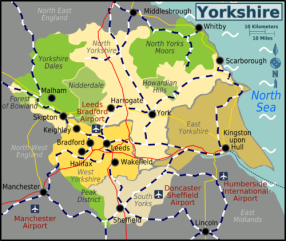 Yorkshire
North East
England
Middlesbrough
Whitby
10 Kilometers
10 Miles
North
Yorkshire
North York
Moors
Scarborough
Yorkshire
Dales
Howardian
Hills
Nidderdale
Forest
of Bowland
Malham
Skipton
Leeds
Bradford
Airport
Harrogate
York
North
Sea
Keighley
East
Yorkshire
North West
England
Bradford
Leeds
Kingston
upon
Hull
Halifax
Wakefield
West
Yorkshire
Manchester
Peak
District
South
Yorks
Doncaster
Sheffield
Airport
Humberside
International
Airport
Manchester
Airport
Sheffield
Lincoln
East
Midlands